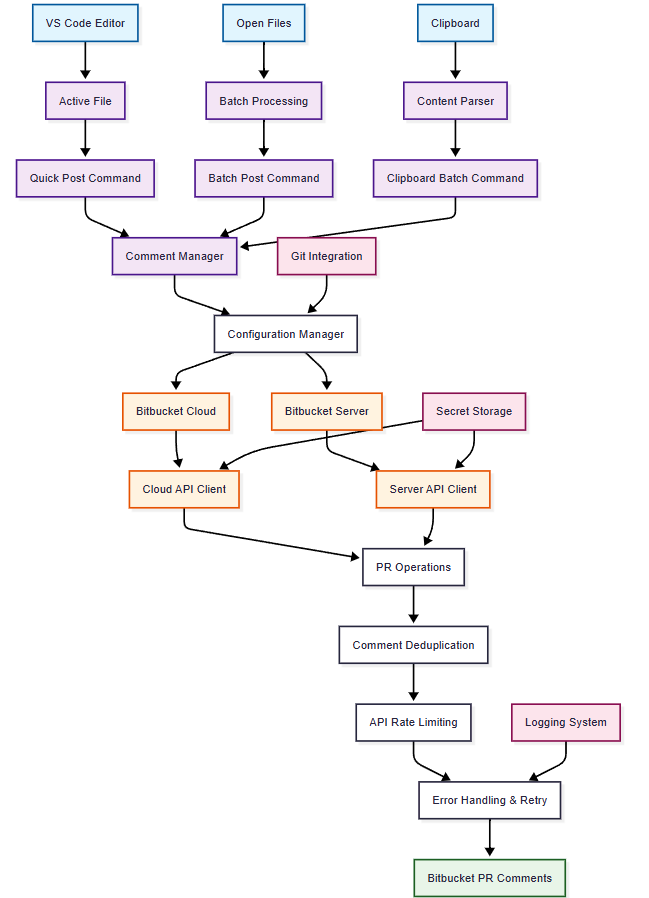 VS Code Editor
Open Files
Clipboard
Active File
Batch Processing
Content Parser
Quick Post Command
Batch Post Command
Clipboard Batch Command
Comment Manager
Git Integration
Configuration Manager
Bitbucket Cloud
Bitbucket Server
Secret Storage
Cloud API Client
Server API Client
PR Operations
Comment Deduplication
API Rate Limiting
Logging System
Error Handling & Retry
Bitbucket PR Comments